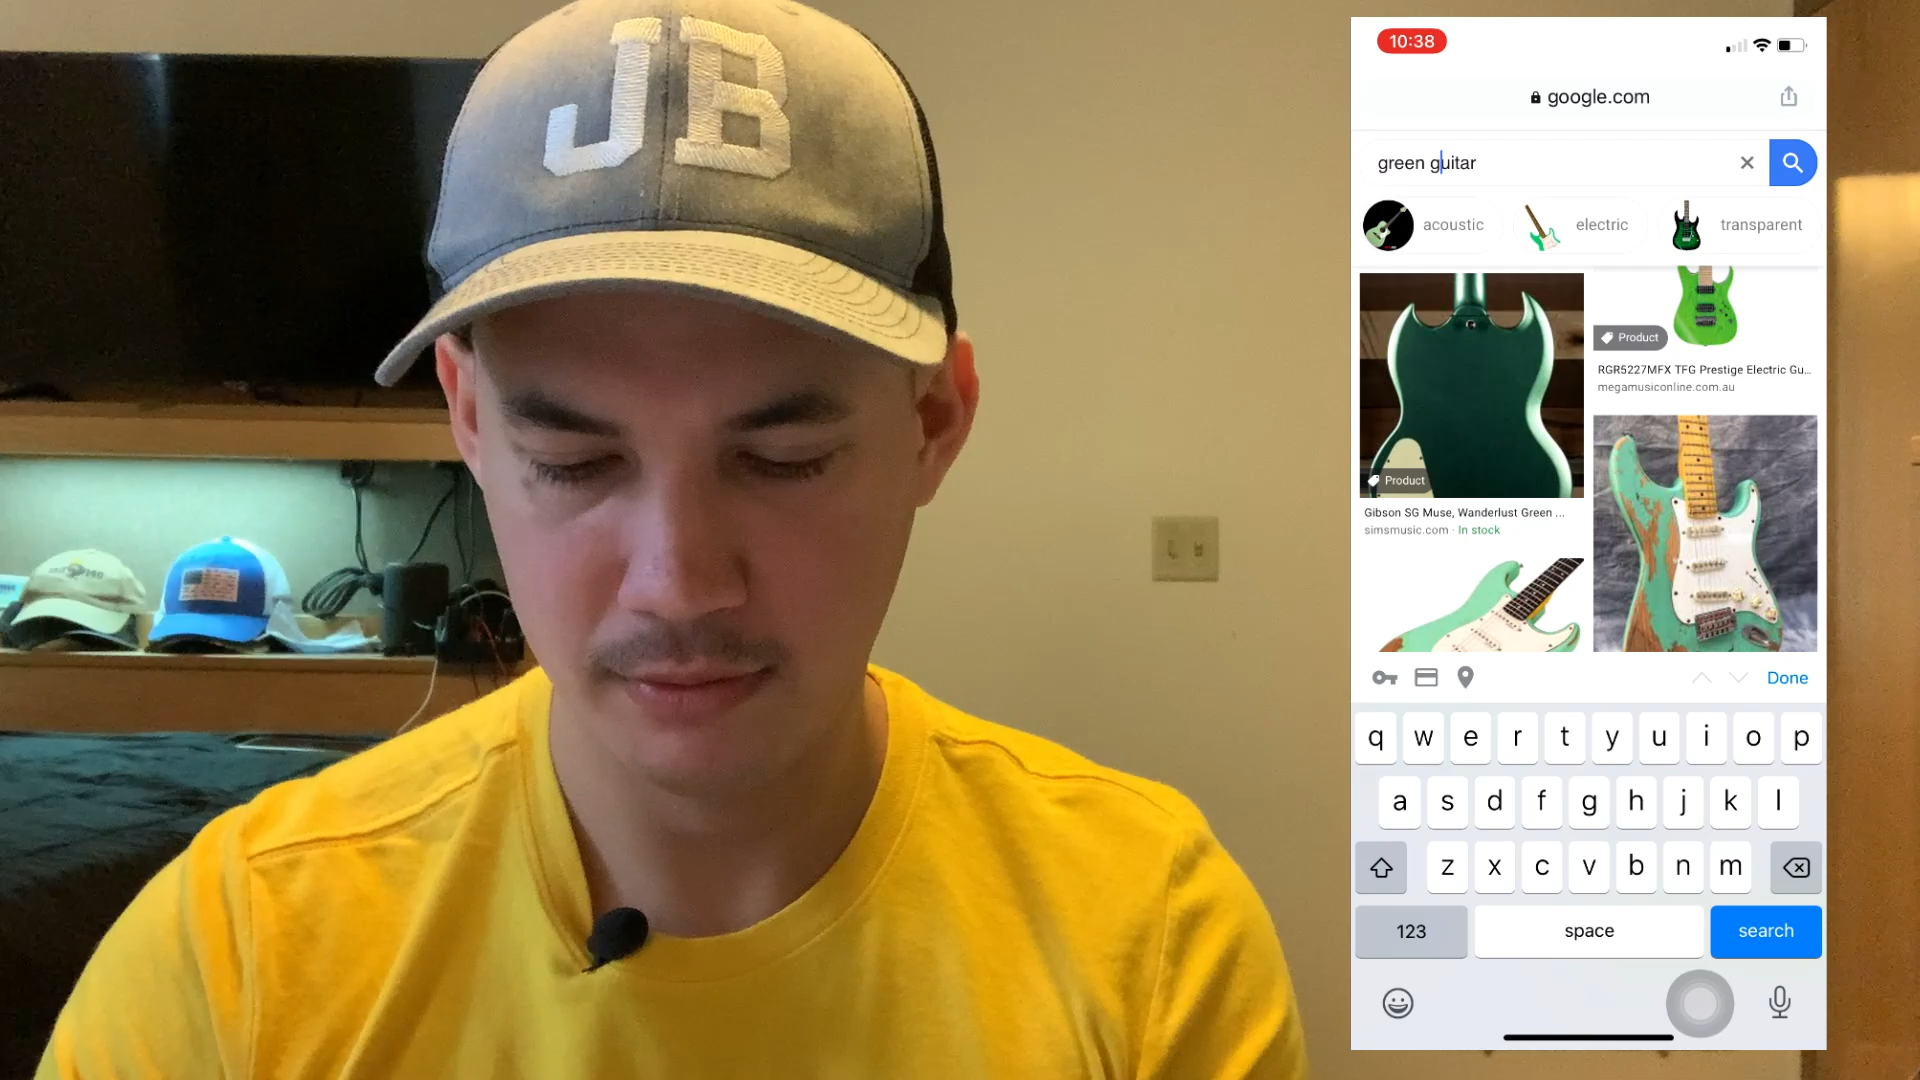 JB
10:38
google.com
green guitar
acoustic
electric
transparent
Product
RGR5227MFX TFG Prestige Electric Gu...
megamusiconline.com.au
Product
Gibson SG Muse, Wanderlust Green ...
simsmusic.com · In stock
Done
q w e r t y u i o p
a s d f g h j k l
z x c v b n m
123
space
search